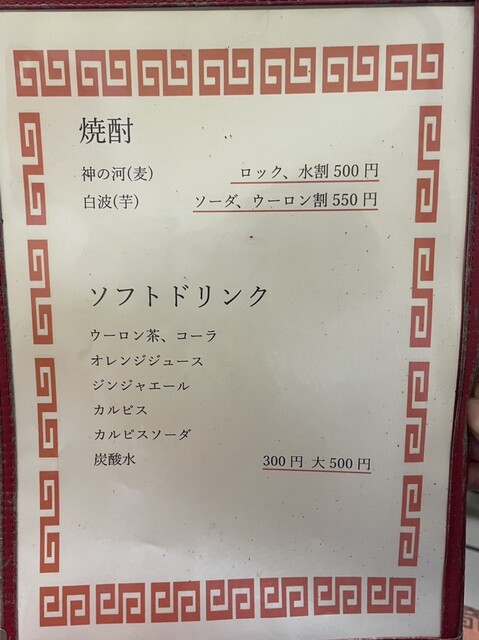 焼酎
神の河(麦) ロック、水割 500 円
白波(芋) ソーダ、ウーロン割 550 円
ソフトドリンク
ウーロン茶、コーラ
オレンジジュース
ジンジャエール
カルピス
カルピスソーダ
炭酸水 300 円 大 500 円